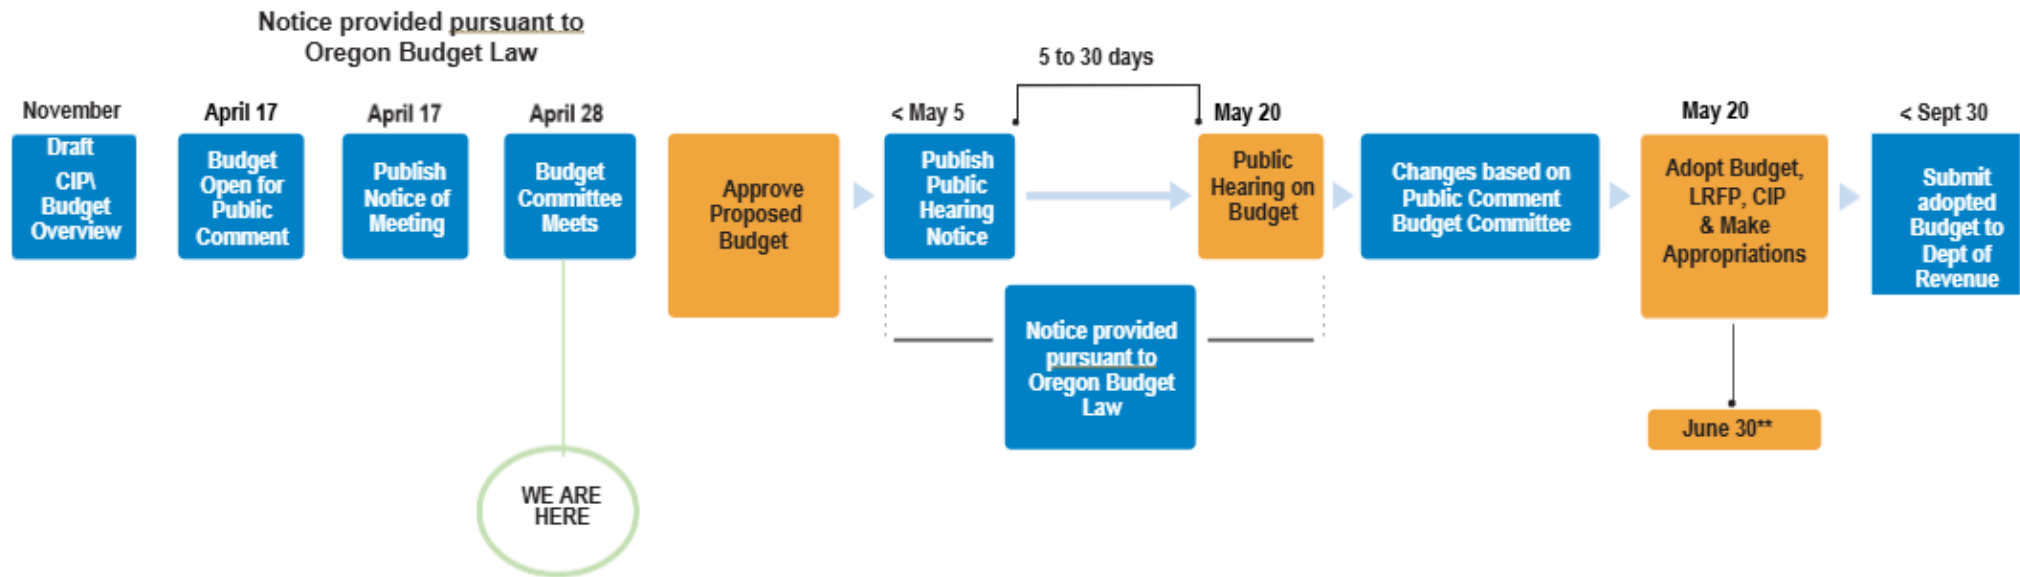 Notice provided pursuant to
Oregon Budget Law
November
Draft
CIP\
Budget
Overview
April 17
Budget
Open for
Public
Comment
April 17
Publish
Notice of
Meeting
April 28
Budget
Committee
Meets
WE ARE
HERE
Approve
Proposed
Budget
< May 5
Publish
Public
Hearing
Notice
5 to 30 days
May 20
Public
Hearing on
Budget
Notice provided
pursuant to
Oregon Budget
Law
Changes based on
Public Comment
Budget Committee
May 20
Adopt Budget,
LRFP, CIP
& Make
Appropriations
June 30**
< Sept 30
Submit
adopted
Budget to
Dept of
Revenue